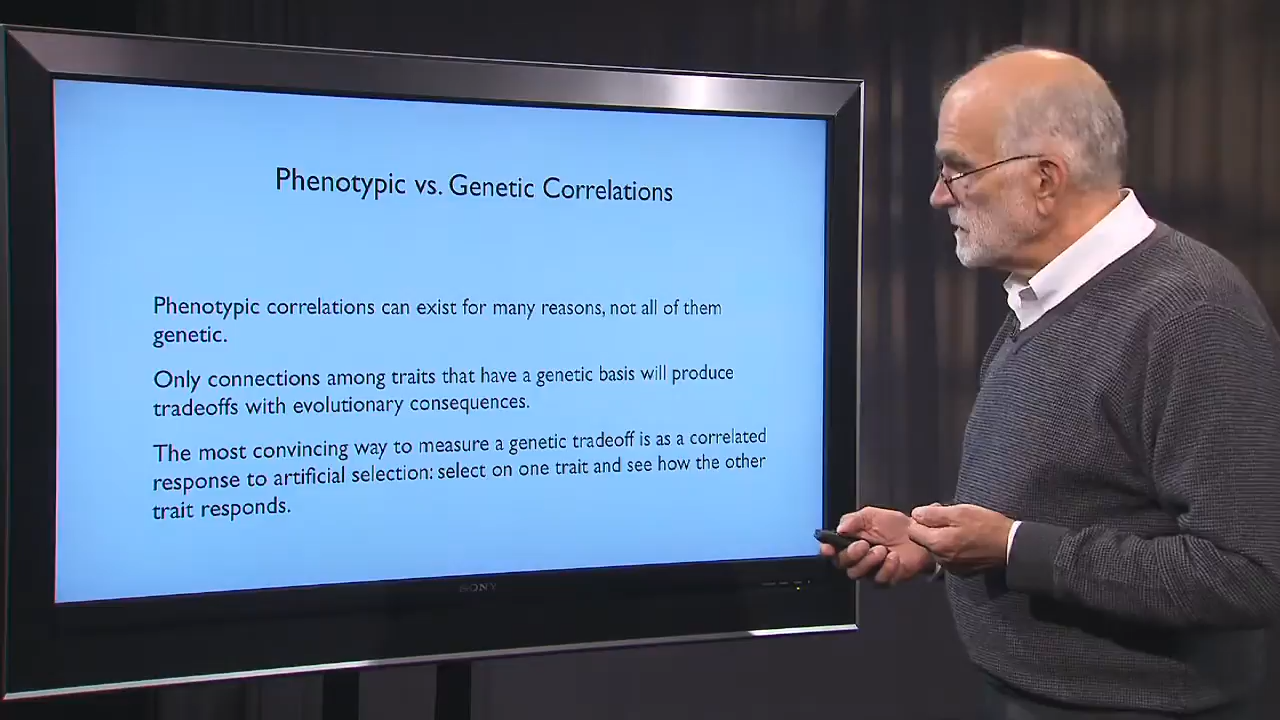 Phenotypic vs. Genetic Correlations
Phenotypic correlations can exist for many reasons, not all of them
genetic.
Only connections among traits that have a genetic basis will produce
tradeoffs with evolutionary consequences.
The most convincing way to measure a genetic tradeoff is as a correlated
response to artificial selection: select on one trait and see how the other
trait responds.
SONY